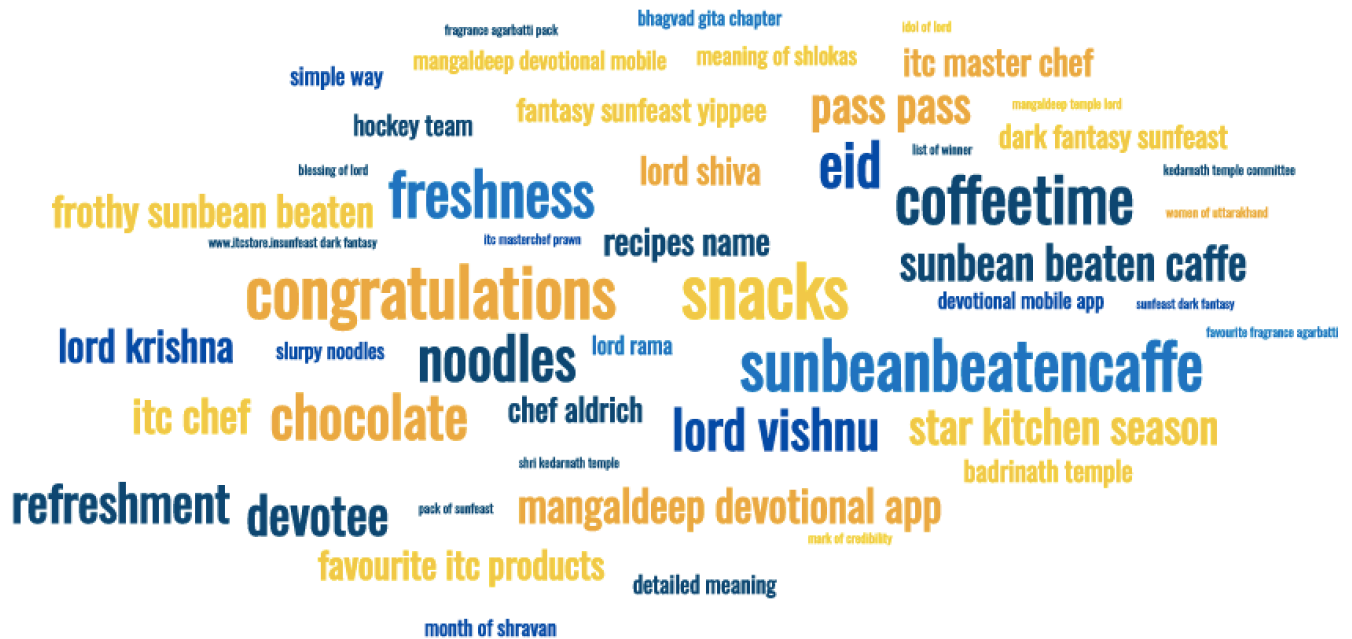 bhagvad gita chapter
fragrance agarbatti pack
idol of lord
mangaldeep devotional mobile
meaning of shlokas
itc master chef
simple way
fantasy sunfeast yippee
pass pass
mangaldeep temple lord
hockey team
dark fantasy sunfeast
list of winner
blessing of lord
lord shiva
eid
kedarnath temple committee
freshness
coffeetime
frothy sunbean beaten
women of uttarakhand
www.itcstore.insunfeast dark fantasy
itc masterchef prawn
recipes name
sunbean beaten caffe
congratulations
snacks
devotional mobile app
sunfeast dark fantasy
favourite fragrance agarbatti
lord krishna
slurpy noodles
noodles
lord rama
sunbeanbeatencaffe
itc chef
chocolate
chef aldrich
lord vishnu
star kitchen season
shri kedarnath temple
badrinath temple
refreshment
devotee
pack of sunfeast
mangaldeep devotional app
mark of credibility
favourite itc products
detailed meaning
month of shravan